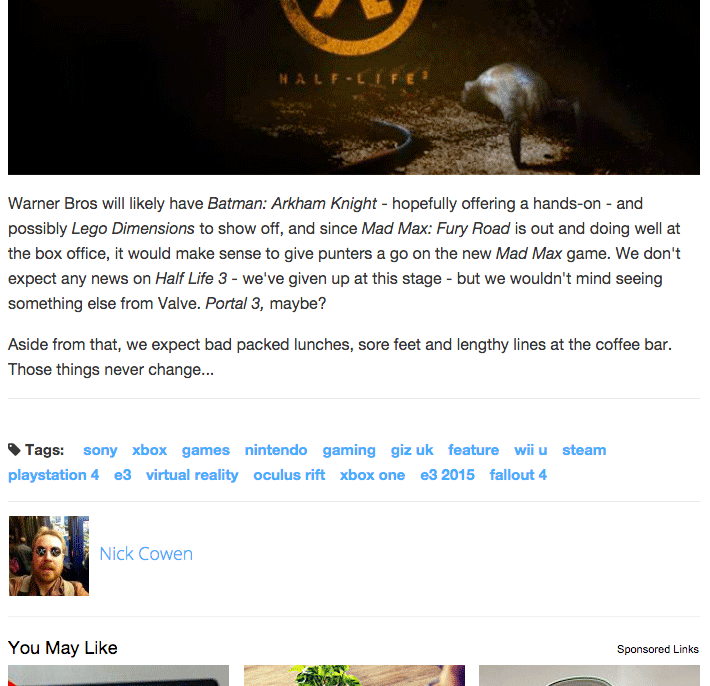 HALF-LIFE³
Warner Bros will likely have Batman: Arkham Knight - hopefully offering a hands-on - and
possibly Lego Dimensions to show off, and since Mad Max: Fury Road is out and doing well at
the box office, it would make sense to give punters a go on the new Mad Max game. We don't
expect any news on Half Life 3 - we've given up at this stage - but we wouldn't mind seeing
something else from Valve. Portal 3, maybe?
Aside from that, we expect bad packed lunches, sore feet and lengthy lines at the coffee bar.
Those things never change...
Tags: sony xbox games nintendo gaming giz uk feature wii u steam
playstation 4 e3 virtual reality oculus rift xbox one e3 2015 fallout 4
Nick Cowen
You May Like
Sponsored Links